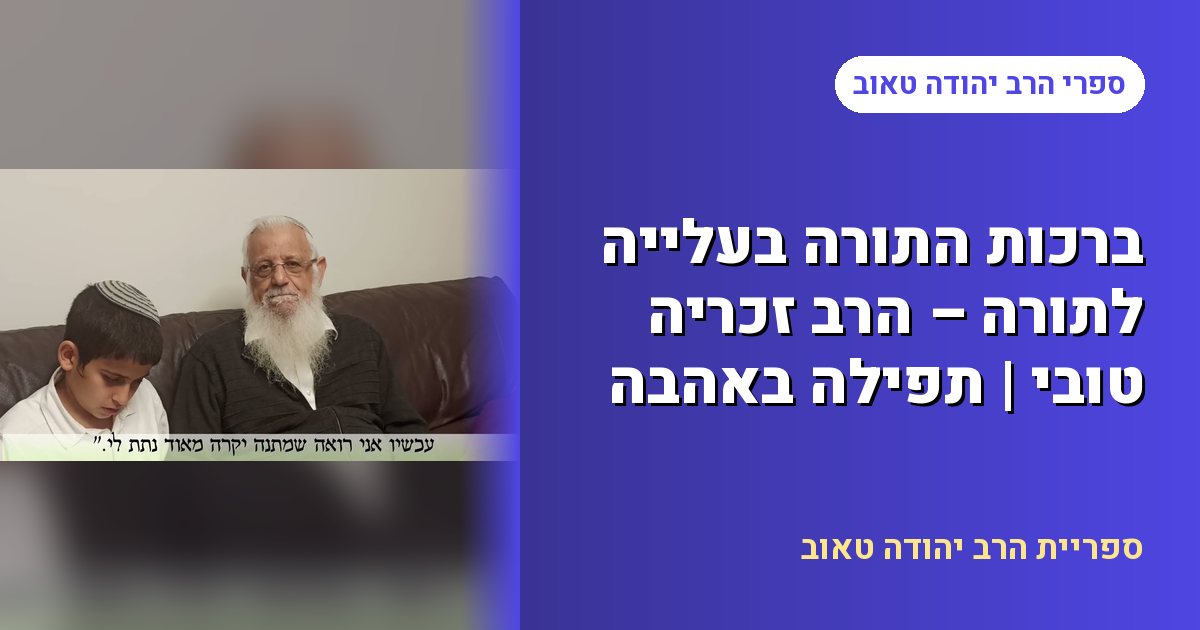 ספרי הרב יהודה טאוב
ברכות התורה בעלייה
לתורה – הרב זכריה
טובי | תפילה באהבה
עכשיו אני רואה שמתנה יקרה מאוד נתת לי."
ספריית הרב יהודה טאוב